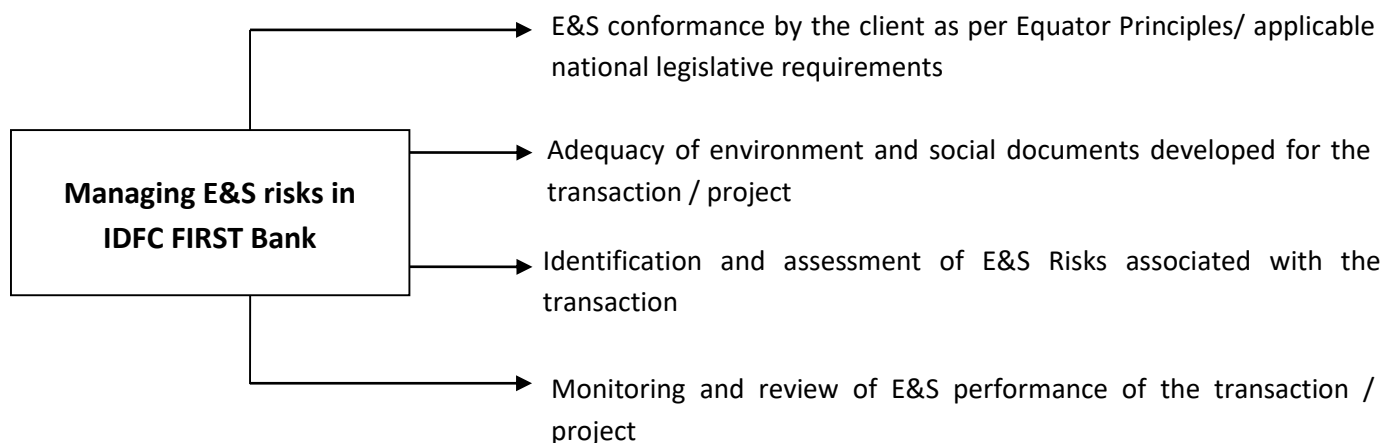 E&S conformance by the client as per Equator Principles/ applicable
national legislative requirements
Managing E&S risks in
IDFC FIRST Bank
Adequacy of environment and social documents developed for the
transaction / project
Identification and assessment of E&S Risks associated with the
transaction
Monitoring and review of E&S performance of the transaction /
project